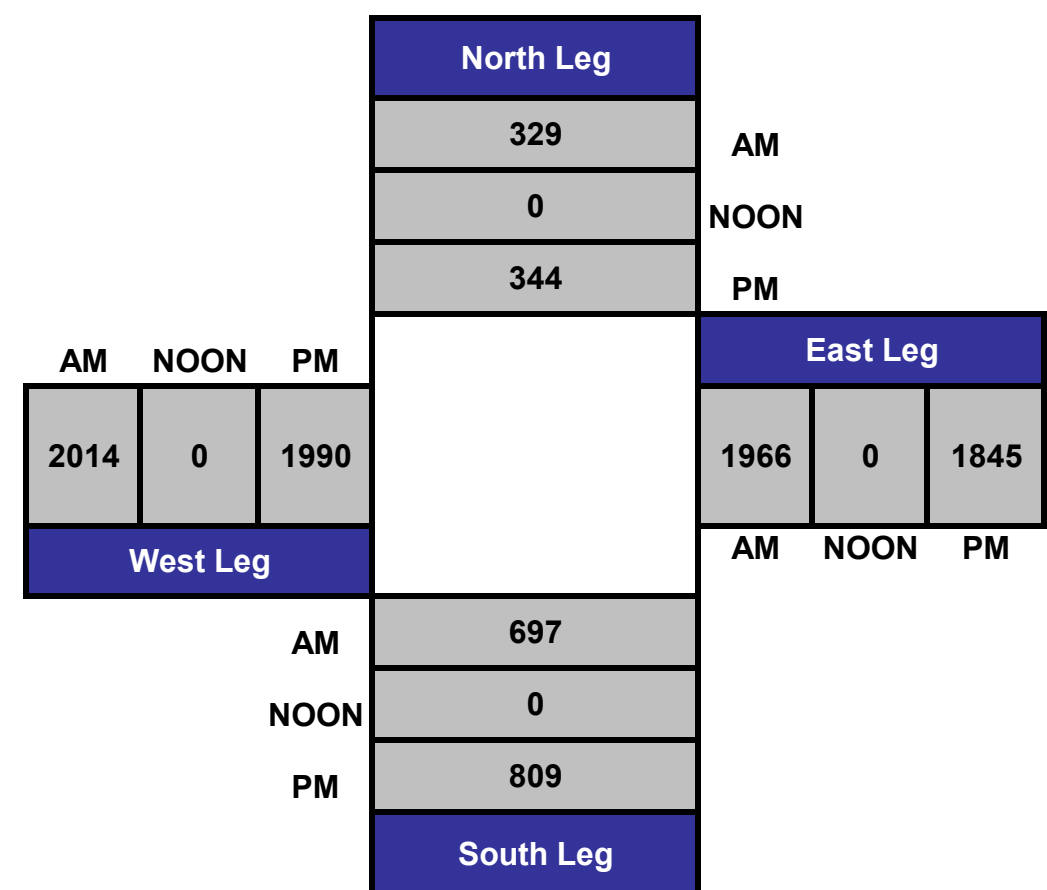 North Leg
329 AM
0 NOON
344 PM
East Leg
AM NOON PM
2014 0 1990
1966 0 1845
West Leg
AM NOON PM
AM 697
NOON 0
PM 809
South Leg